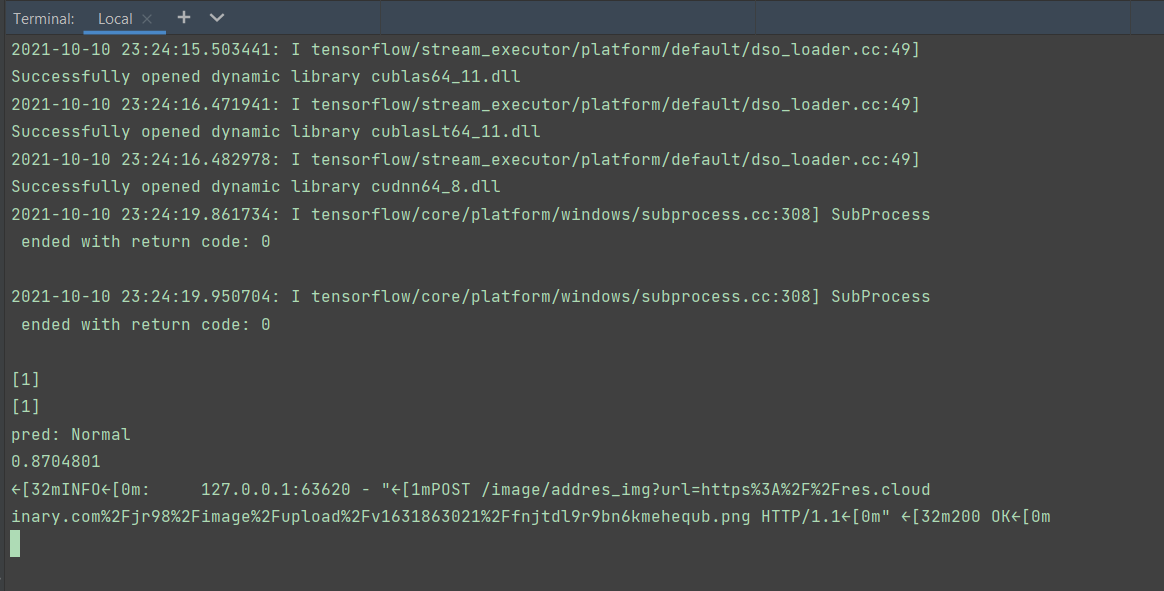 Terminal: Local × + ⌄
2021-10-10 23:24:15.503441: I tensorflow/stream_executor/platform/default/dso_loader.cc:49]
Successfully opened dynamic library cublas64_11.dll
2021-10-10 23:24:16.471941: I tensorflow/stream_executor/platform/default/dso_loader.cc:49]
Successfully opened dynamic library cublasLt64_11.dll
2021-10-10 23:24:16.482978: I tensorflow/stream_executor/platform/default/dso_loader.cc:49]
Successfully opened dynamic library cudnn64_8.dll
2021-10-10 23:24:19.861734: I tensorflow/core/platform/windows/subprocess.cc:308] SubProcess
ended with return code: 0
2021-10-10 23:24:19.950704: I tensorflow/core/platform/windows/subprocess.cc:308] SubProcess
ended with return code: 0
[1]
[1]
pred: Normal
0.8704801
←[32mINFO←[0m:     127.0.0.1:63620 - "←[1mPOST /image/addres_img?url=https%3A%2F%2Fres.cloud
inary.com%2Fjr98%2Fimage%2Fupload%2Fv1631863021%2Ffnjtdl9r9bn6kmehequb.png HTTP/1.1←[0m" ←[32m200 OK←[0m